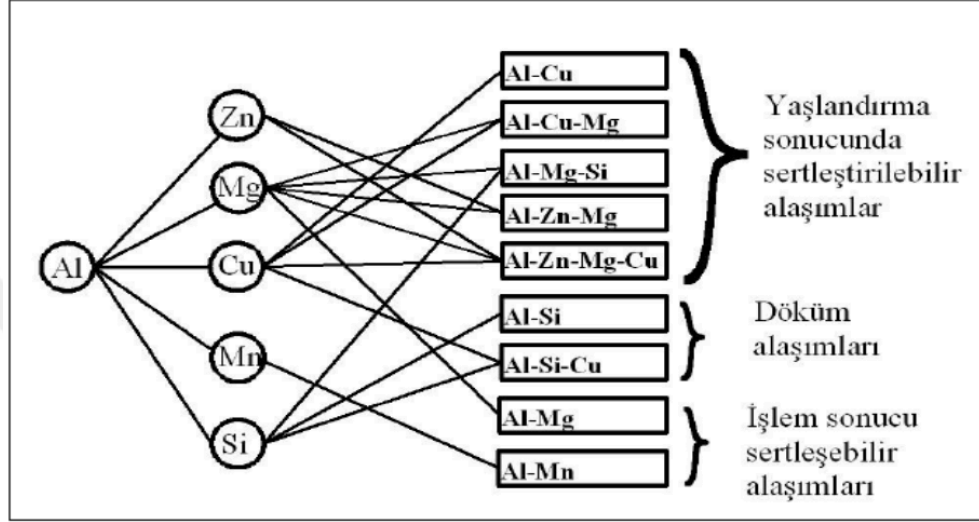 Al
Zn
Mg
Cu
Mn
Si
Al-Cu
Al-Cu-Mg
Al-Mg-Si
Al-Zn-Mg
Al-Zn-Mg-Cu
Al-Si
Al-Si-Cu
Al-Mg
Al-Mn
Yaşlandırma
sonucunda
sertleştirilebilir
alaşımlar
Döküm
alaşımları
İşlem sonucu
sertleşebilir
alaşımları